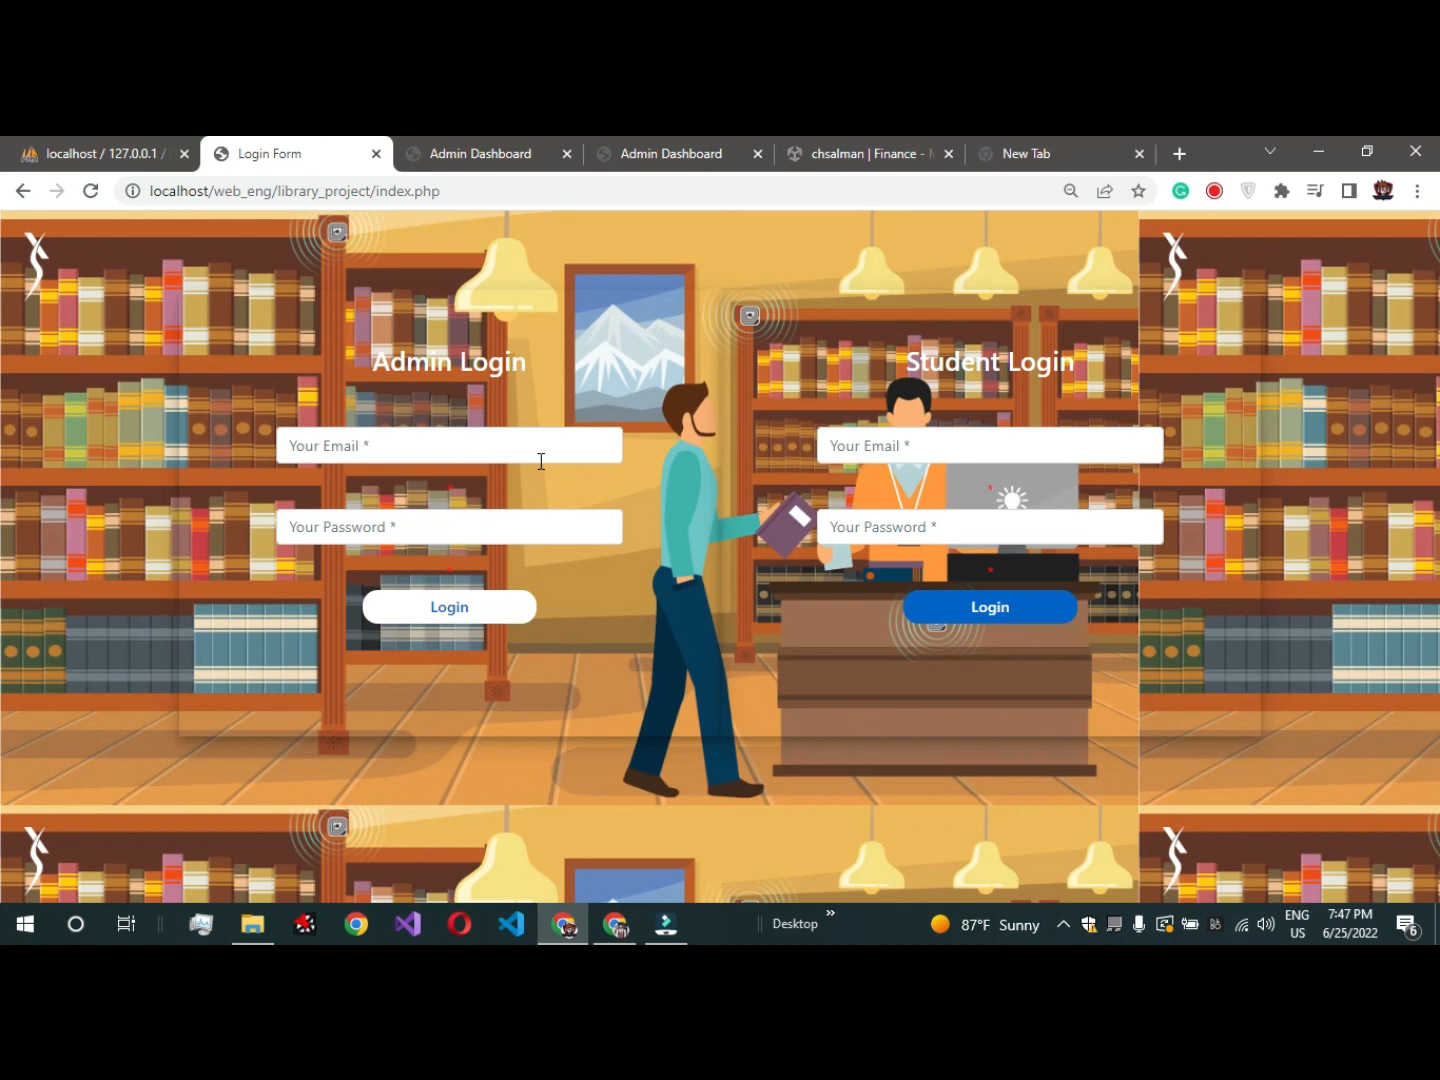 localhost / 127.0.0.1 /
Login Form
Admin Dashboard
Admin Dashboard
chsalman | Finance -
New Tab
localhost/web_eng/library_project/index.php
Admin Login
Student Login
Your Email *
Your Email *
*
*
Your Password *
Your Password *
*
*
Login
Login
Desktop
»
87°F Sunny
ENG
US
7:47 PM
6/25/2022
6